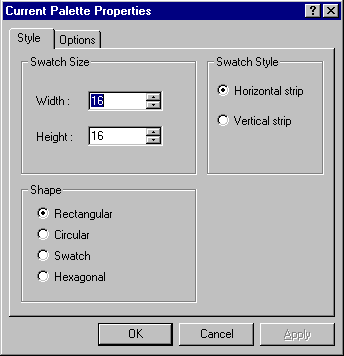 Current Palette Properties
Style Options
Swatch Size
Width : 16
Height : 16
Swatch Style
Horizontal strip
Vertical strip
Shape
Rectangular
Circular
Swatch
Hexagonal
OK Cancel Apply